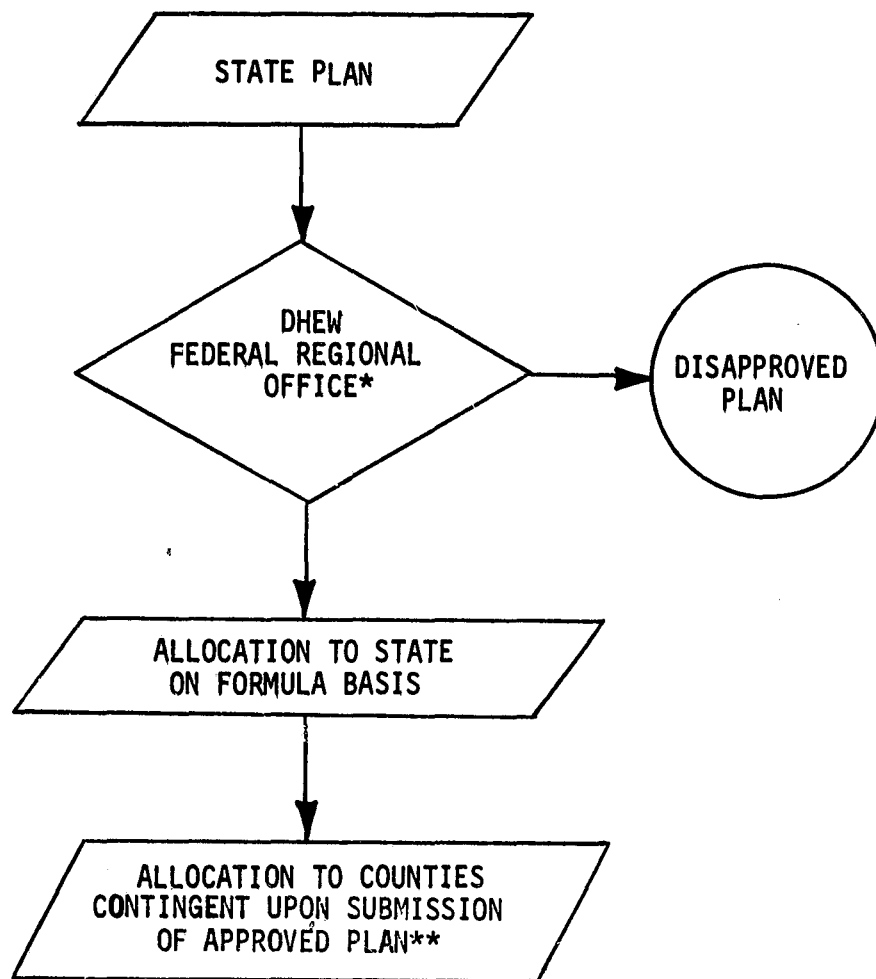 STATE PLAN
DHEW
FEDERAL REGIONAL
OFFICE*
DISAPPROVED
PLAN
ALLOCATION TO STATE
ON FORMULA BASIS
ALLOCATION TO COUNTIES
CONTINGENT UPON SUBMISSION
OF APPROVED PLAN**